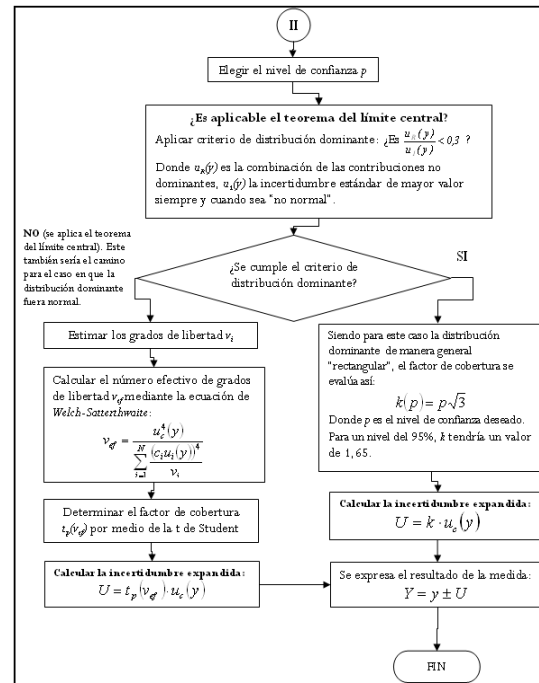 II
Elegir el nivel de confianza p
¿Es aplicable el teorema del límite central?
Aplicar criterio de distribución dominante: ¿Es u_R(y)/u_1(y) < 0,3 ?
Donde u_R(y) es la combinación de las contribuciones no
dominantes, u_1(y) la incertidumbre estándar de mayor valor
siempre y cuando sea "no normal".
NO (se aplica el teorema
del límite central). Este
también sería el camino
para el caso en que la
distribución dominante
fuera normal.
SI
¿Se cumple el criterio de
distribución dominante?
Estimar los grados de libertad v_i
Calcular el número efectivo de grados
de libertad v_ef mediante la ecuación de
Welch-Satterthwaite:
v_ef = u_c^4(y) / ∑_{i=1}^{N} (c_i u_i(y))^4 / v_i
Determinar el factor de cobertura
t_p(v_ef) por medio de la t de Student
Calcular la incertidumbre expandida:
U = t_p(v_ef)·u_c(y)
Siendo para este caso la distribución
dominante de manera general
"rectangular", el factor de cobertura se
evalúa así:
k(p) = p√3
Donde p es el nivel de confianza deseado.
Para un nivel del 95%, k tendría un valor
de 1,65.
Calcular la incertidumbre expandida:
U = k·u_c(y)
Se expresa el resultado de la medida:
Y = y ± U
FIN